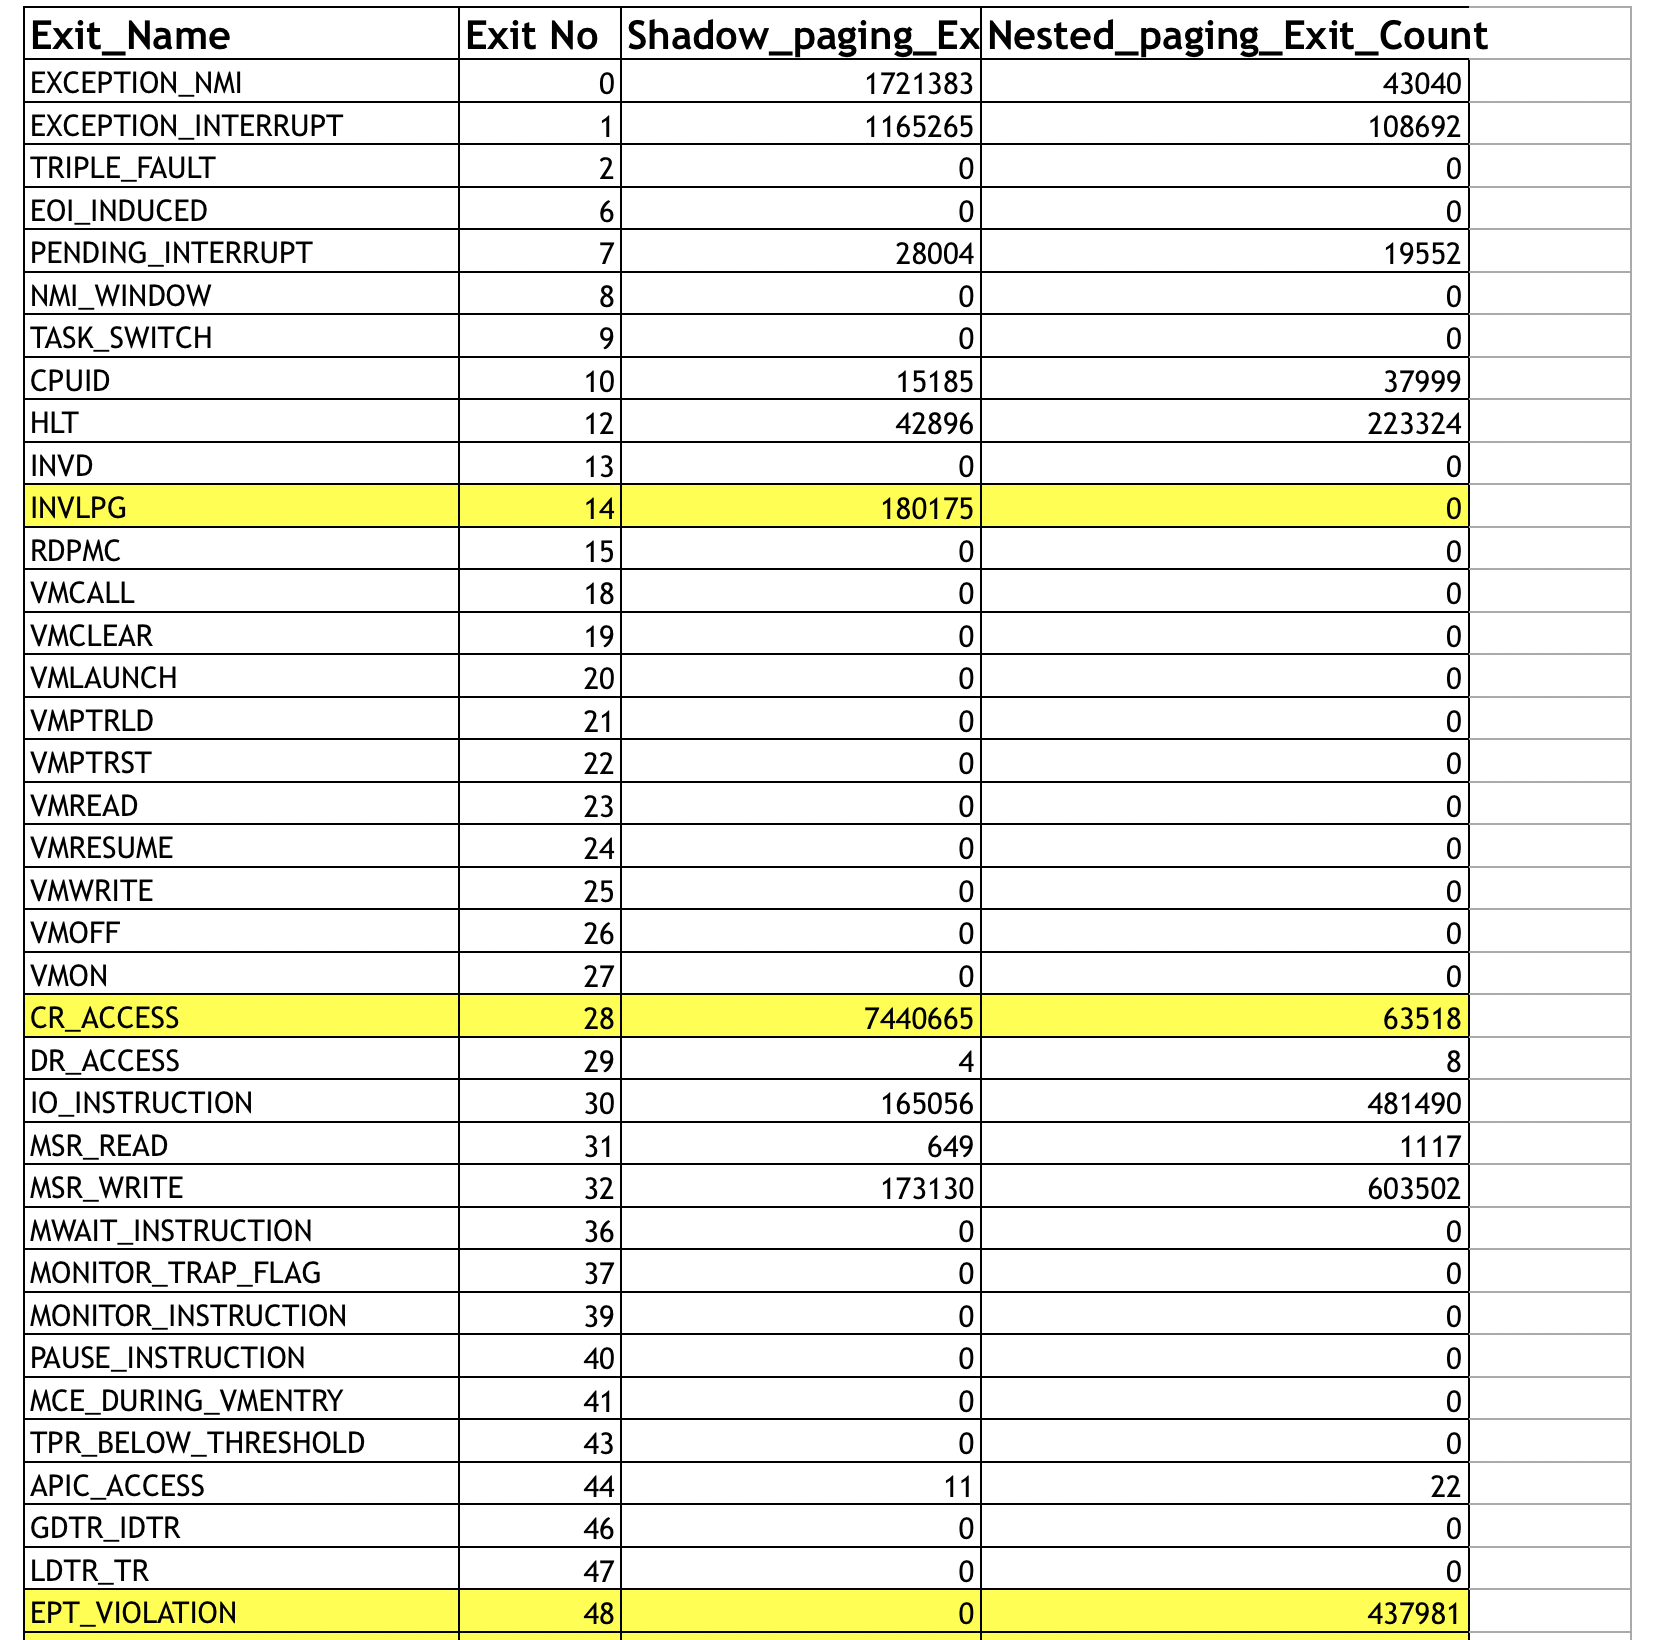 Exit_Name Exit No Shadow_paging_Ex Nested_paging_Exit_Count
EXCEPTION_NMI 0 1721383 43040
EXCEPTION_INTERRUPT 1 1165265 108692
TRIPLE_FAULT 2 0 0
EOI_INDUCED 6 0 0
PENDING_INTERRUPT 7 28004 19552
NMI_WINDOW 8 0 0
TASK_SWITCH 9 0 0
CPUID 10 15185 37999
HLT 12 42896 223324
INVD 13 0 0
INVLPG 14 180175 0
RDPMC 15 0 0
VMCALL 18 0 0
VMCLEAR 19 0 0
VMLAUNCH 20 0 0
VMPTRLD 21 0 0
VMPTRST 22 0 0
VMREAD 23 0 0
VMRESUME 24 0 0
VMWRITE 25 0 0
VMOFF 26 0 0
VMON 27 0 0
CR_ACCESS 28 7440665 63518
DR_ACCESS 29 4 8
IO_INSTRUCTION 30 165056 481490
MSR_READ 31 649 1117
MSR_WRITE 32 173130 603502
MWAIT_INSTRUCTION 36 0 0
MONITOR_TRAP_FLAG 37 0 0
MONITOR_INSTRUCTION 39 0 0
PAUSE_INSTRUCTION 40 0 0
MCE_DURING_VMENTRY 41 0 0
TPR_BELOW_THRESHOLD 43 0 0
APIC_ACCESS 44 11 22
GDTR_IDTR 46 0 0
LDTR_TR 47 0 0
EPT_VIOLATION 48 0 437981